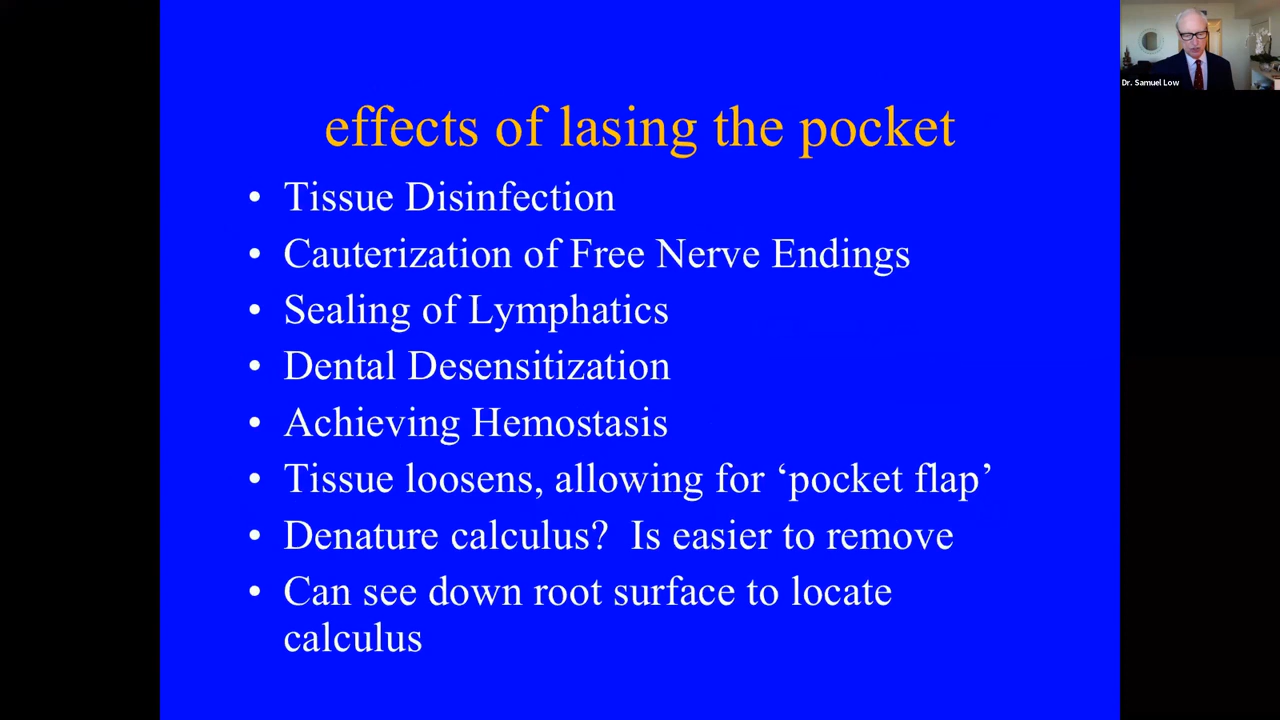 effects of lasing the pocket
• Tissue Disinfection
• Cauterization of Free Nerve Endings
• Sealing of Lymphatics
• Dental Desensitization
• Achieving Hemostasis
• Tissue loosens, allowing for ‘pocket flap’
• Denature calculus?  Is easier to remove
• Can see down root surface to locate
calculus
Dr. Samuel Low